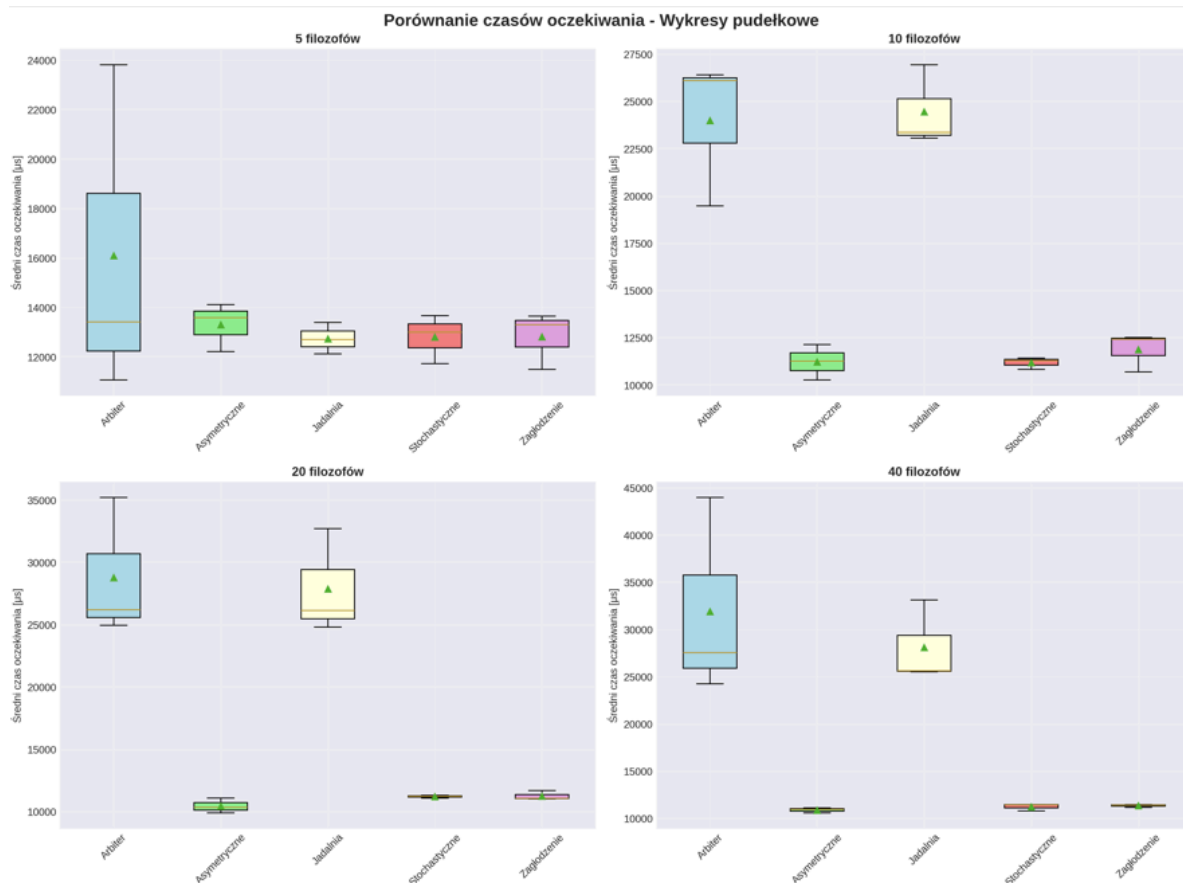 Porównanie czasów oczekiwania - Wykresy pudełkowe
5 filozofów
24000
22000
20000
18000
16000
14000
12000
Średni czas oczekiwania [µs]
Arbiter
Asymetryczne
Jadalnia
Stochastyczne
Zagłodzenie
10 filozofów
27500
25000
22500
20000
17500
15000
12500
10000
Średni czas oczekiwania [µs]
Arbiter
Asymetryczne
Jadalnia
Stochastyczne
Zagłodzenie
20 filozofów
35000
30000
25000
20000
15000
10000
Średni czas oczekiwania [µs]
Arbiter
Asymetryczne
Jadalnia
Stochastyczne
Zagłodzenie
40 filozofów
45000
40000
35000
30000
25000
20000
15000
10000
Średni czas oczekiwania [µs]
Arbiter
Asymetryczne
Jadalnia
Stochastyczne
Zagłodzenie